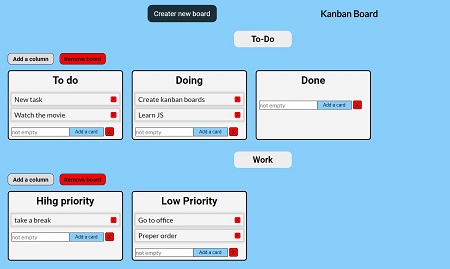 Creater new board
Kanban Board
To-Do
Add a column
Remove board
To do
Doing
Done
New task
Watch the movie
not empty
Add a card
Create kanban boards
Learn JS
not empty
Add a card
not empty
Add a card
Work
Add a column
Remove board
Hihg priority
Low Priority
take a break
not empty
Add a card
Go to office
Preper order
not empty
Add a card